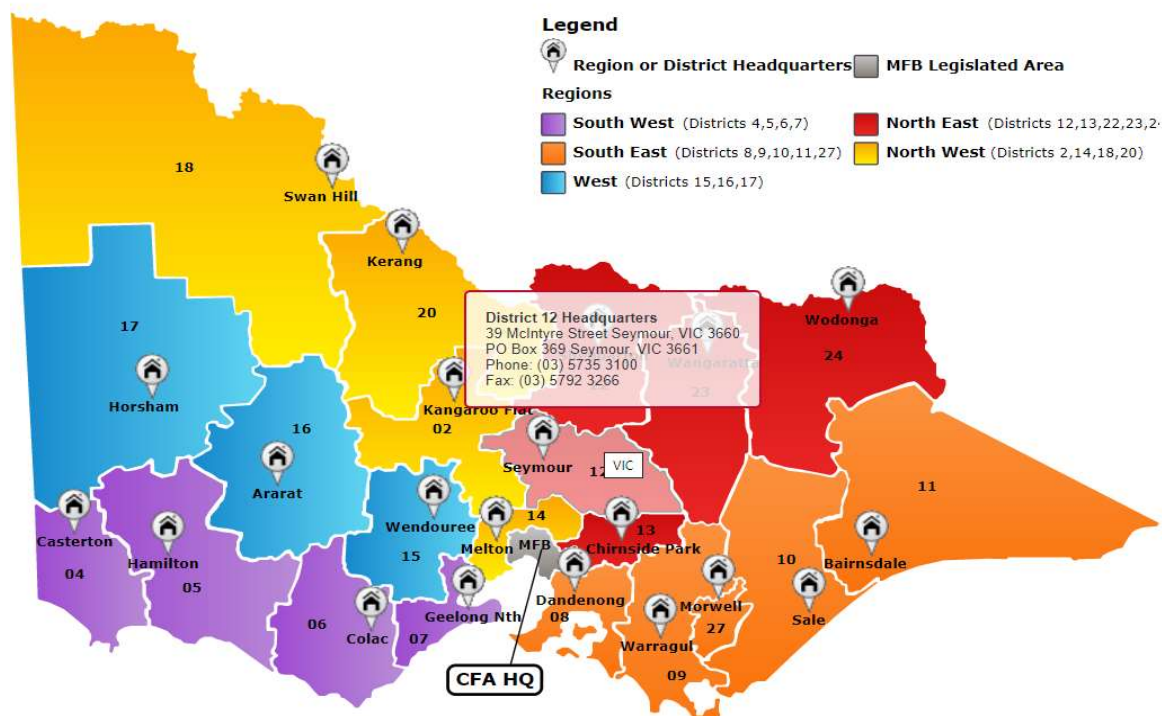 Legend
Region or District Headquarters
MFB Legislated Area
Regions
South West (Districts 4,5,6,7)
North East (Districts 12,13,22,23,24
South East (Districts 8,9,10,11,27)
North West (Districts 2,14,18,20)
West (Districts 15,16,17)
18
Swan Hill
Kerang
20
17
Horsham
District 12 Headquarters
39 McIntyre Street Seymour, VIC 3660
PO Box 369 Seymour, VIC 3661
Phone: (03) 5735 3100
Fax: (03) 5792 3266
Wangaratta
23
Wodonga
24
Kangaroo Flat
02
16
Ararat
Seymour
12
VIC
11
Casterton
04
Hamilton
05
Wendouree
15
Melton
14
MFB
13
Chirnside Park
10
Bairnsdale
06
Colac
07
Geelong Nth
Dandenong
08
Morwell
27
Sale
Warragul
09
CFA HQ